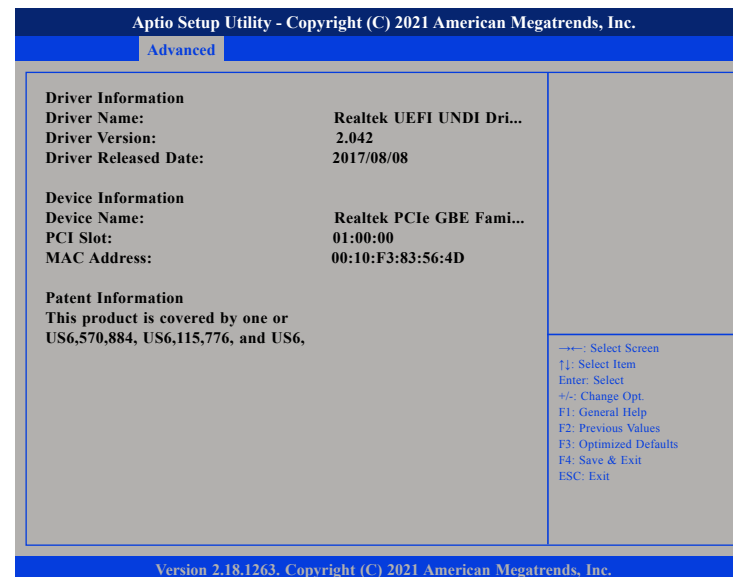 Aptio Setup Utility - Copyright (C) 2021 American Megatrends, Inc.
Advanced
Driver Information
Driver Name: Realtek UEFI UNDI Dri...
Driver Version: 2.042
Driver Released Date: 2017/08/08
Device Information
Device Name: Realtek PCIe GBE Fami...
PCI Slot: 01:00:00
MAC Address: 00:10:F3:83:56:4D
Patent Information
This product is covered by one or
US6,570,884, US6,115,776, and US6,
→←: Select Screen
↑↓: Select Item
Enter: Select
+/-: Change Opt.
F1: General Help
F2: Previous Values
F3: Optimized Defaults
F4: Save & Exit
ESC: Exit
Version 2.18.1263. Copyright (C) 2021 American Megatrends, Inc.